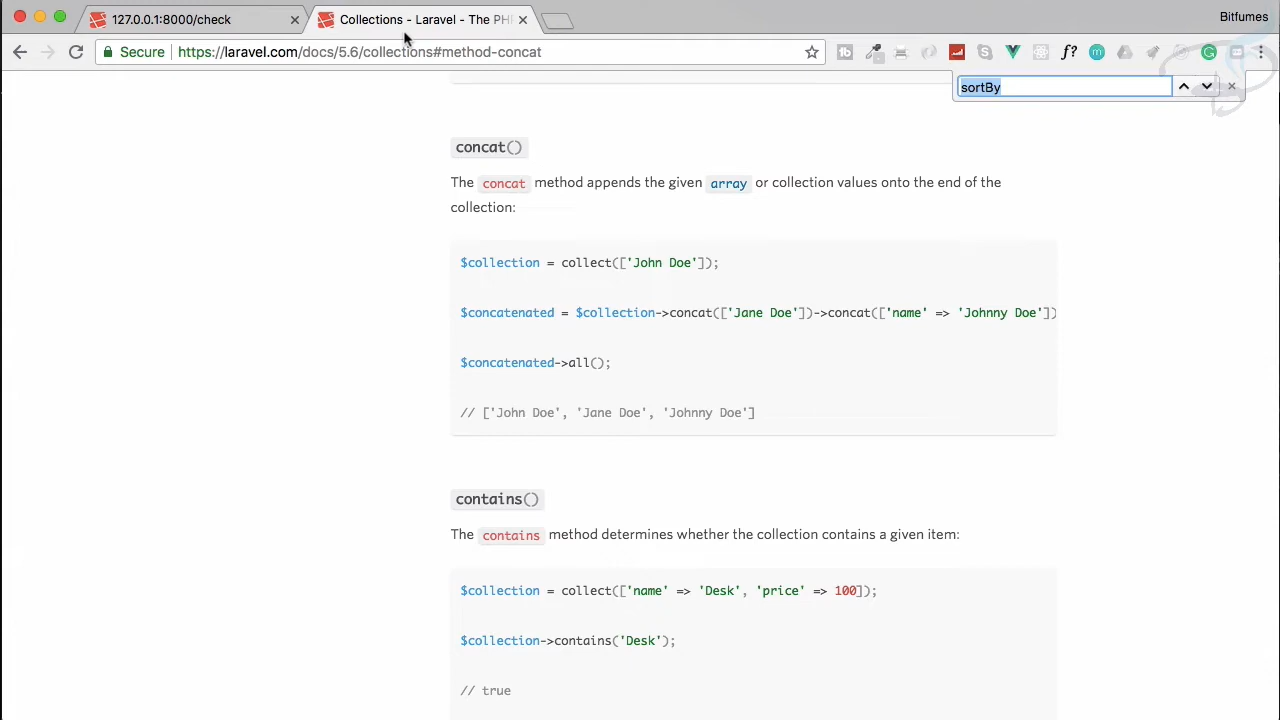 127.0.0.1:8000/check
Collections - Laravel - The PHP
Bitfumes
Secure
https://laravel.com/docs/5.6/collections#method-concat
sortBy
concat()
The concat method appends the given array or collection values onto the end of the
collection:
$collection = collect(['John Doe']);
$concatenated = $collection->concat(['Jane Doe'])->concat(['name' => 'Johnny Doe'])
$concatenated->all();
// ['John Doe', 'Jane Doe', 'Johnny Doe']
contains()
The contains method determines whether the collection contains a given item:
$collection = collect(['name' => 'Desk', 'price' => 100]);
$collection->contains('Desk');
// true